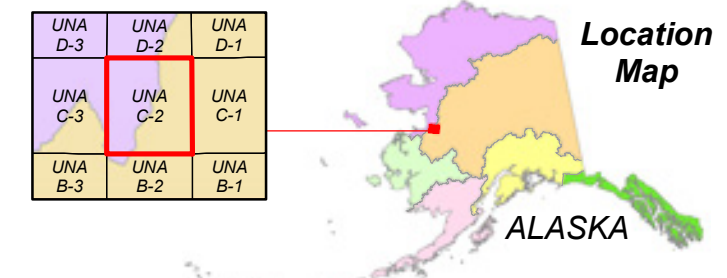 UNA UNA UNA
D-3 D-2 D-1
UNA UNA UNA
C-3 C-2 C-1
UNA UNA UNA
B-3 B-2 B-1
Location
Map
ALASKA